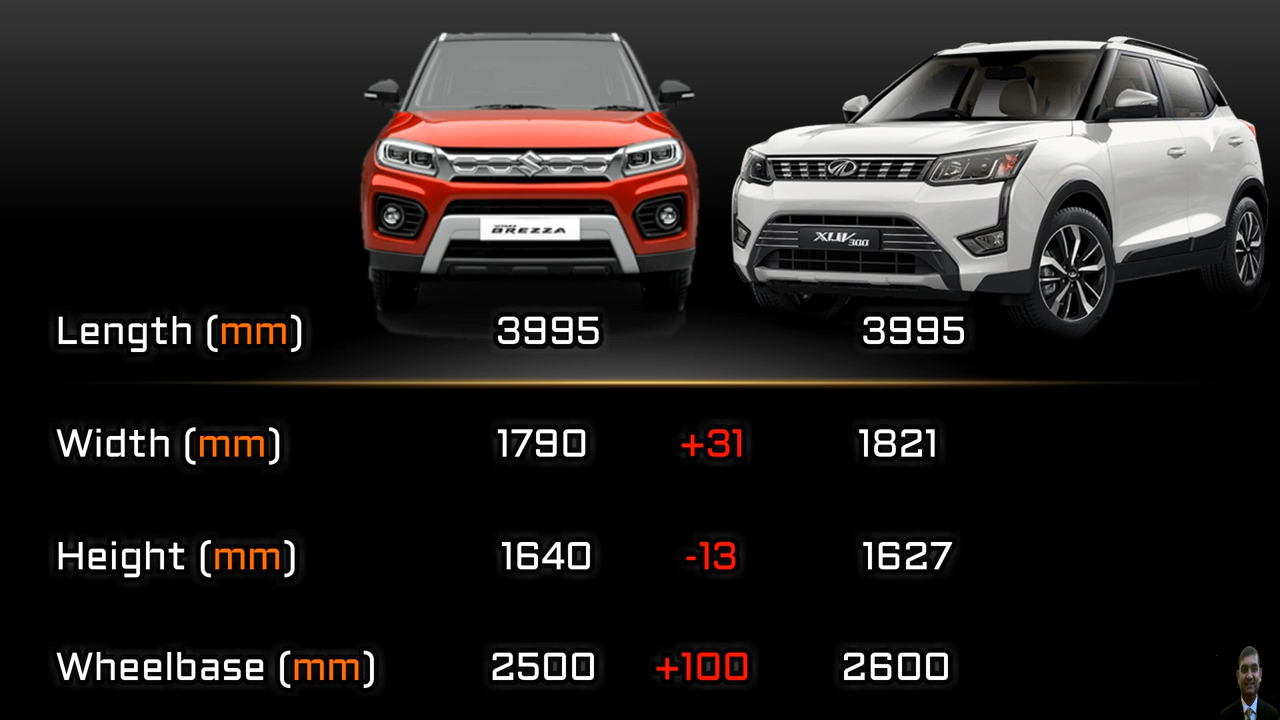 VITARA
BREZZA
XUV300
Length (mm) 3995 3995
Width (mm) 1790 +31 1821
Height (mm) 1640 -13 1627
Wheelbase (mm) 2500 +100 2600